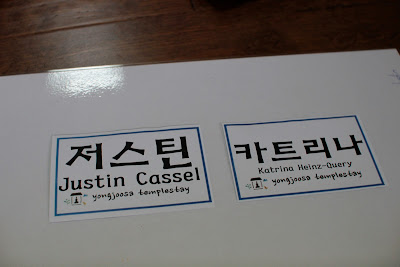 저스틴
Justin Cassel
yongjoosa templestay
카트리나
Katrina Heinz-Query
yongjoosa templestay